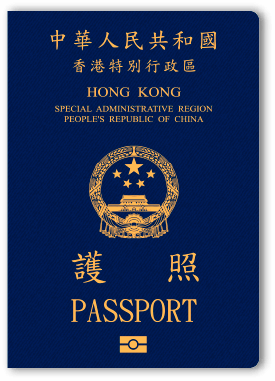 中華人民共和國
香港特別行政區
HONG KONG
SPECIAL ADMINISTRATIVE REGION
PEOPLE'S REPUBLIC OF CHINA
護照
PASSPORT